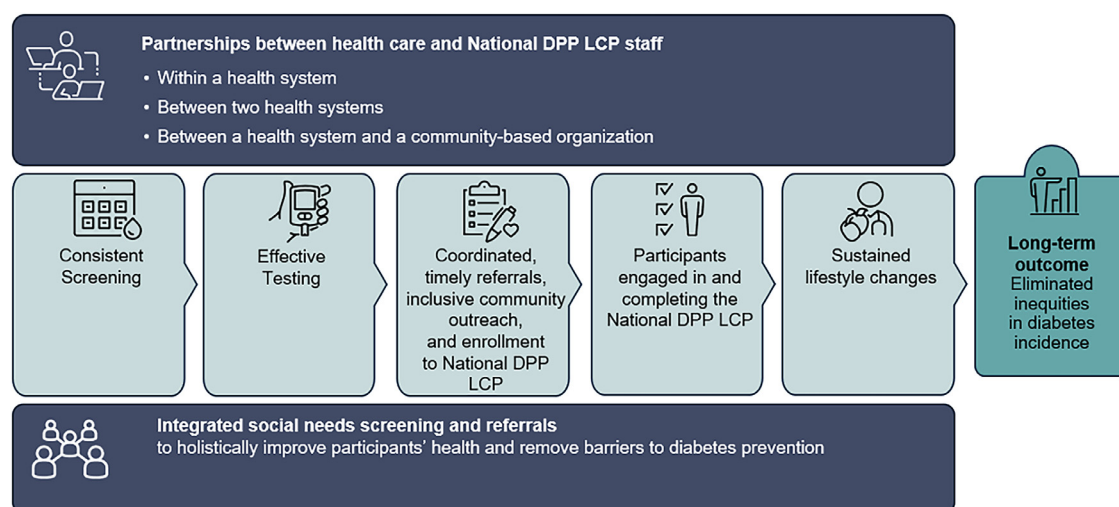 Partnerships between health care and National DPP LCP staff
• Within a health system
• Between two health systems
• Between a health system and a community-based organization
Consistent
Screening
Effective
Testing
Coordinated,
timely referrals,
inclusive community
outreach,
and enrollment
to National DPP
LCP
Participants
engaged in and
completing the
National DPP LCP
Sustained
lifestyle changes
Long-term
outcome
Eliminated
inequities
in diabetes
incidence
Integrated social needs screening and referrals
to holistically improve participants' health and remove barriers to diabetes prevention